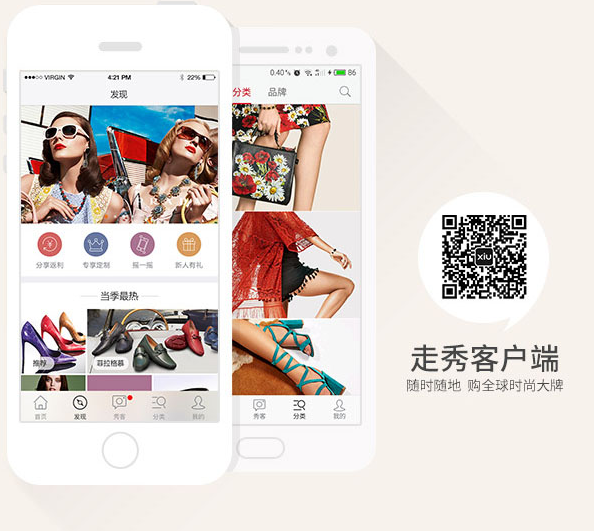 VIRGIN
4:21 PM
22%
发现
分享返利
专享定制
摇一摇
新人有礼
当季最热
推荐
菲拉格慕
首页
发现
秀客
分类
我的
0.40%
86
分类
品牌
秀客
分类
我的
xiu
走秀客户端
随时随地 购全球时尚大牌